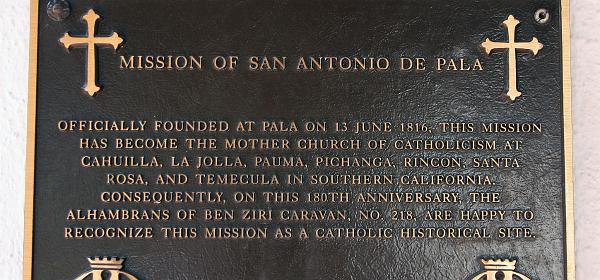 MISSION OF SAN ANTONIO DE PALA
OFFICIALLY FOUNDED AT PALA ON 13 JUNE 1816, THIS MISSION
HAS BECOME THE MOTHER CHURCH OF CATHOLICISM AT
CAHUILLA, LA JOLLA, PAUMA, PICHANGA, RINCON, SANTA
ROSA, AND TEMECULA IN SOUTHERN CALIFORNIA.
CONSEQUENTLY, ON THIS 180TH ANNIVERSARY, THE
ALHAMBRANS OF BEN ZIRI CARAVAN, NO. 218, ARE HAPPY TO
RECOGNIZE THIS MISSION AS A CATHOLIC HISTORICAL SITE.